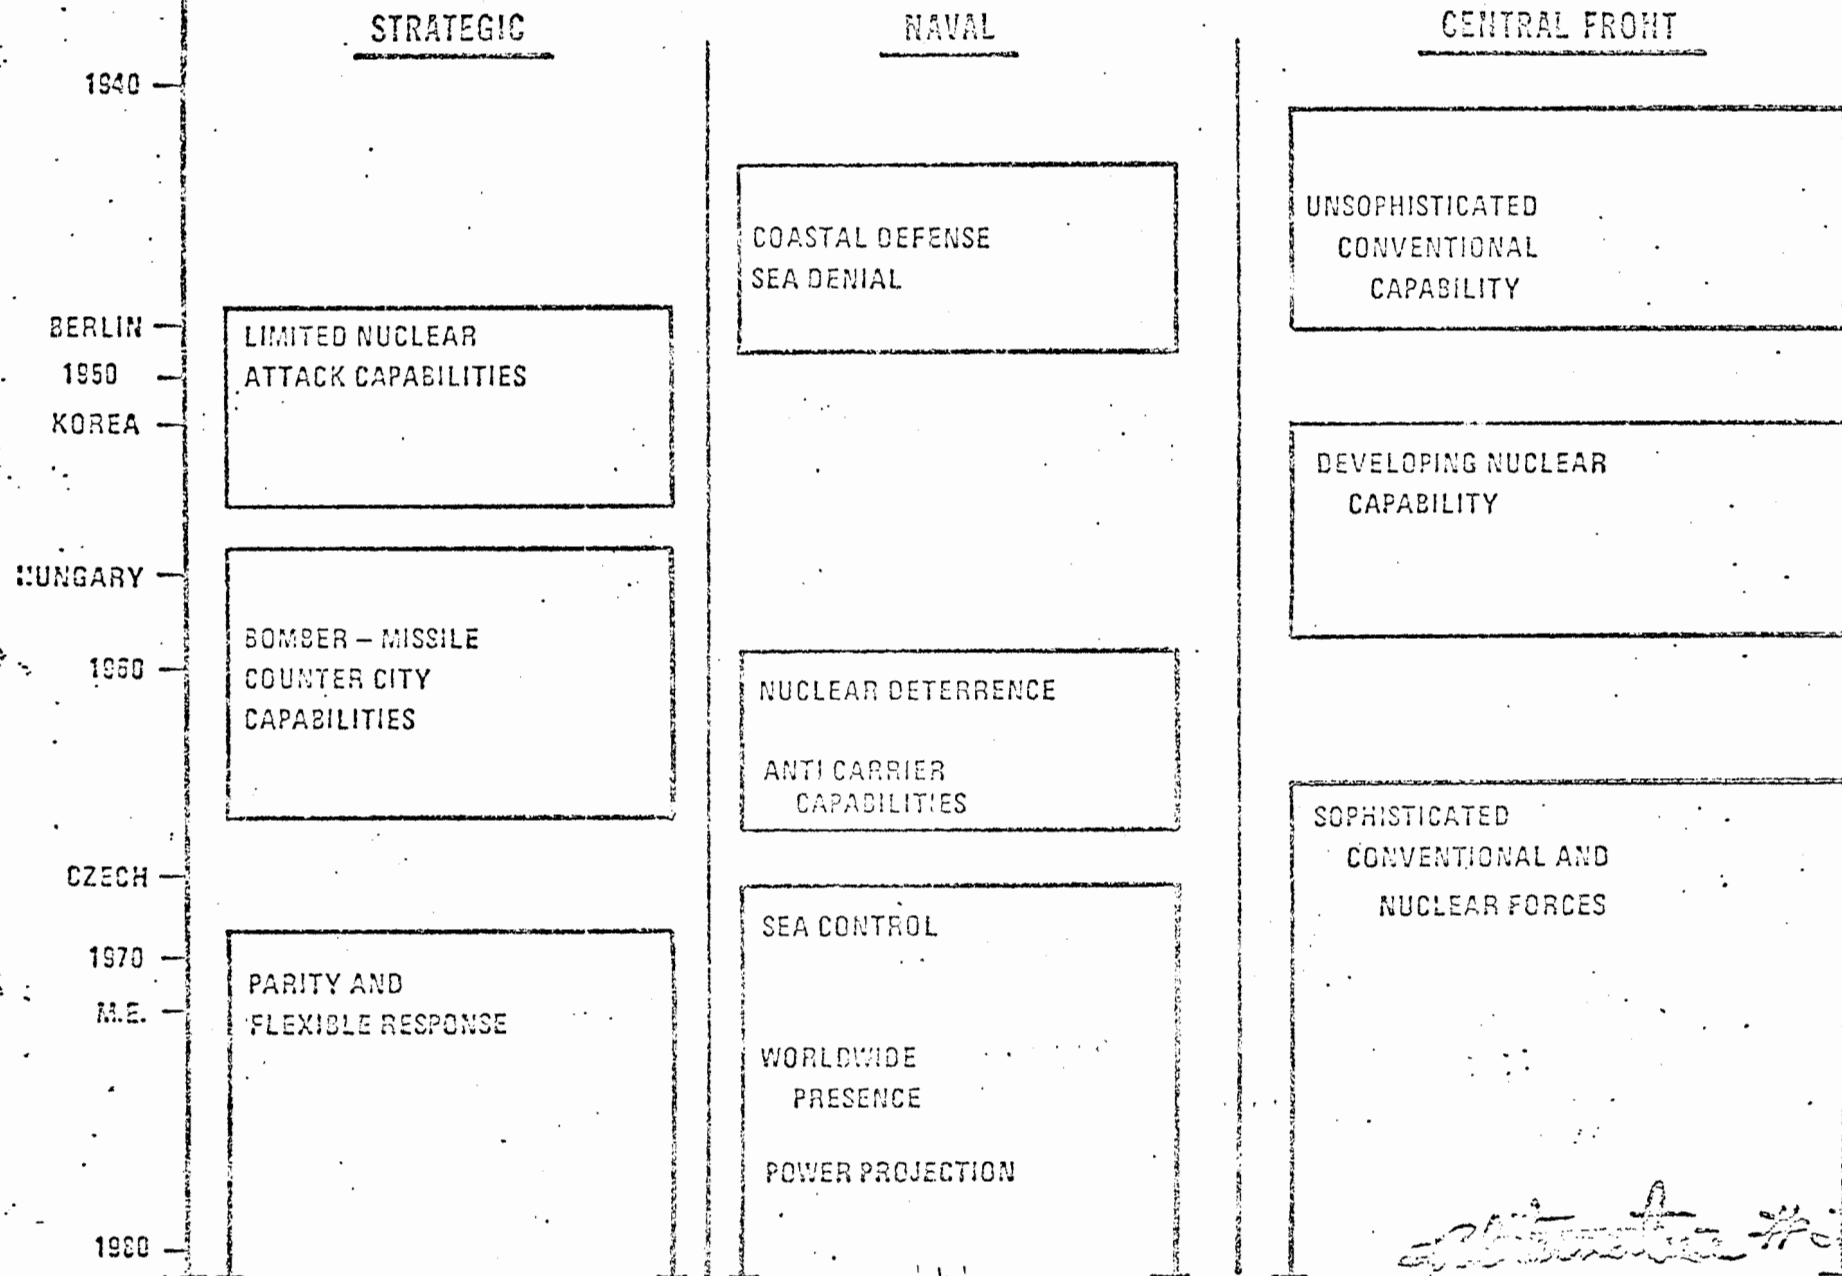 STRATEGIC
NAVAL
CENTRAL FRONT
1940
BERLIN
1950
KOREA
HUNGARY
1960
CZECH
1970
M.E.
1980
LIMITED NUCLEAR
ATTACK CAPABILITIES
BOMBER – MISSILE
COUNTER CITY
CAPABILITIES
PARITY AND
FLEXIBLE RESPONSE
COASTAL DEFENSE
SEA DENIAL
NUCLEAR DETERRENCE
ANTI CARRIER
CAPABILITIES
SEA CONTROL
WORLDWIDE
PRESENCE
POWER PROJECTION
UNSOPHISTICATED
CONVENTIONAL
CAPABILITY
DEVELOPING NUCLEAR
CAPABILITY
SOPHISTICATED
CONVENTIONAL AND
NUCLEAR FORCES